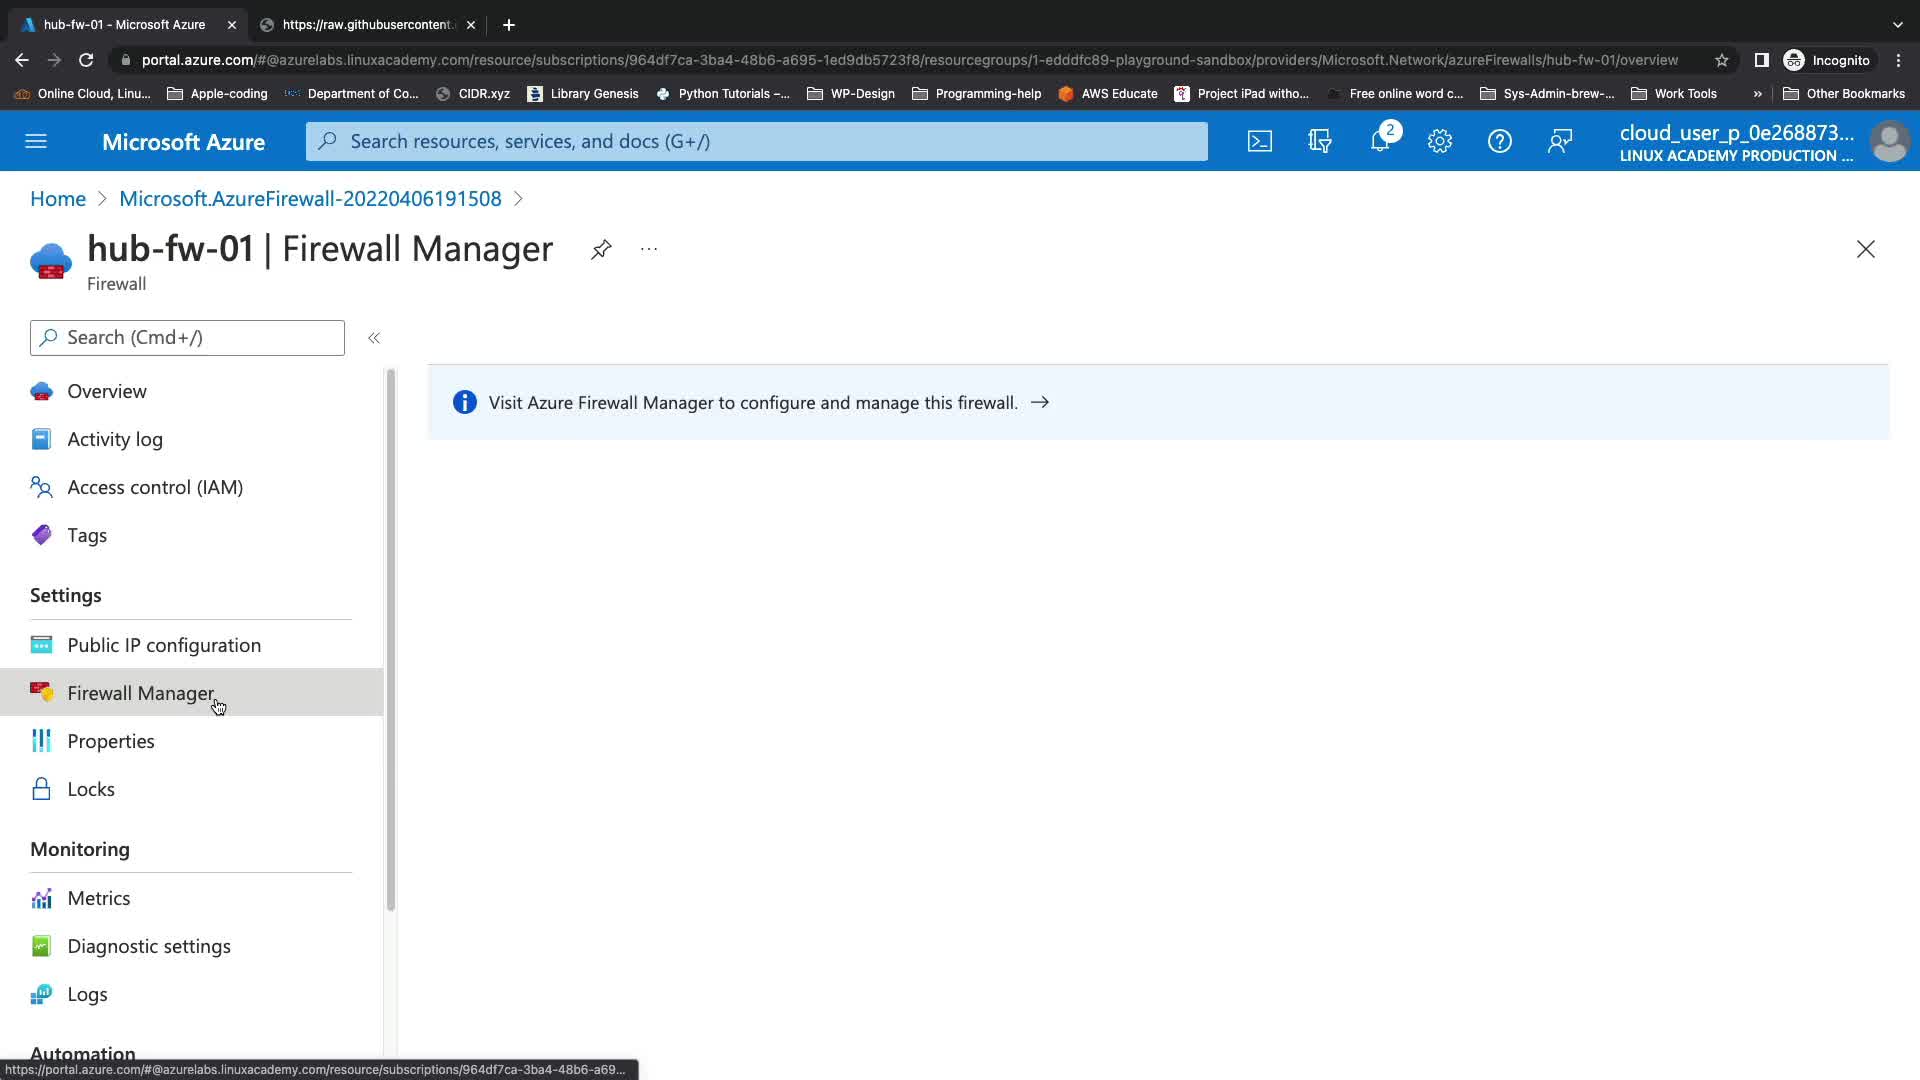 hub-fw-01 - Microsoft Azure
https://raw.githubusercontent.
portal.azure.com/#@azurelabs.linuxacademy.com/resource/subscriptions/964df7ca-3ba4-48b6-a695-1ed9db5723f8/resourcegroups/1-edddfc89-playground-sandbox/providers/Microsoft.Network/azureFirewalls/hub-fw-01/overview
Incognito
Online Cloud, Linu...
Apple-coding
Department of Co...
CIDR.xyz
Library Genesis
Python Tutorials –...
WP-Design
Programming-help
AWS Educate
Project iPad witho...
Free online word c...
Sys-Admin-brew-...
Work Tools
»
Other Bookmarks
Microsoft Azure
Search resources, services, and docs (G+/)
2
cloud_user_p_0e268873...
LINUX ACADEMY PRODUCTION ...
Home > Microsoft.AzureFirewall-20220406191508 >
hub-fw-01 | Firewall Manager
...
Firewall
Search (Cmd+/)
«
Visit Azure Firewall Manager to configure and manage this firewall. →
Overview
Activity log
Access control (IAM)
Tags
Settings
Public IP configuration
Firewall Manager
Properties
Locks
Monitoring
Metrics
Diagnostic settings
Logs
Automation
https://portal.azure.com/#@azurelabs.linuxacademy.com/resource/subscriptions/964df7ca-3ba4-48b6-a69...